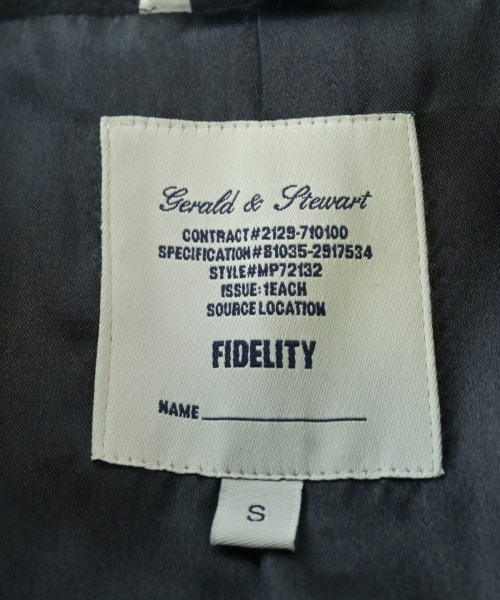 Gerald & Stewart
CONTRACT#2129-710100
SPECIFICATION#81035-2917534
STYLE#MP72132
ISSUE:1EACH
SOURCE LOCATION
FIDELITY
NAME
S